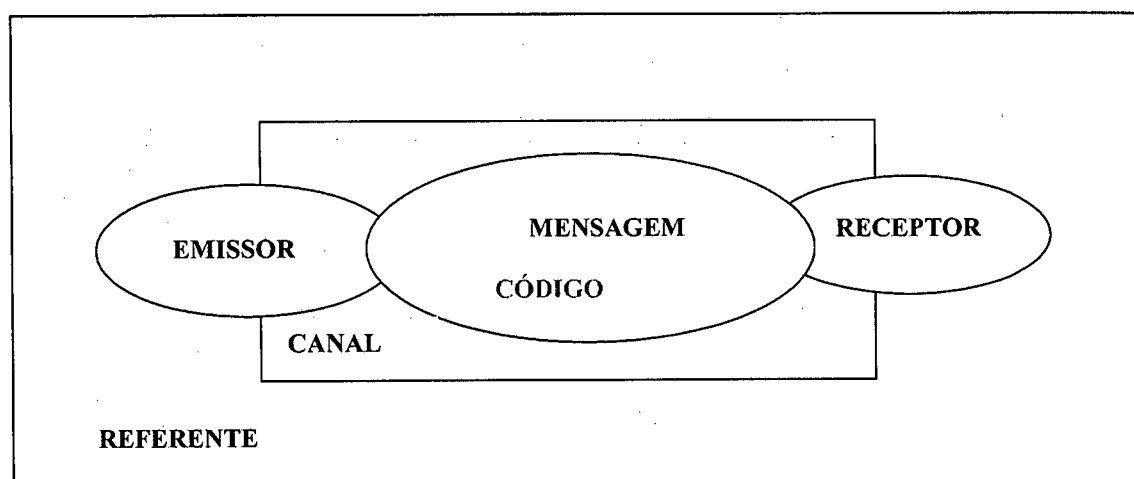 EMISSOR
MENSAGEM
RECEPTOR
CÓDIGO
CANAL
REFERENTE